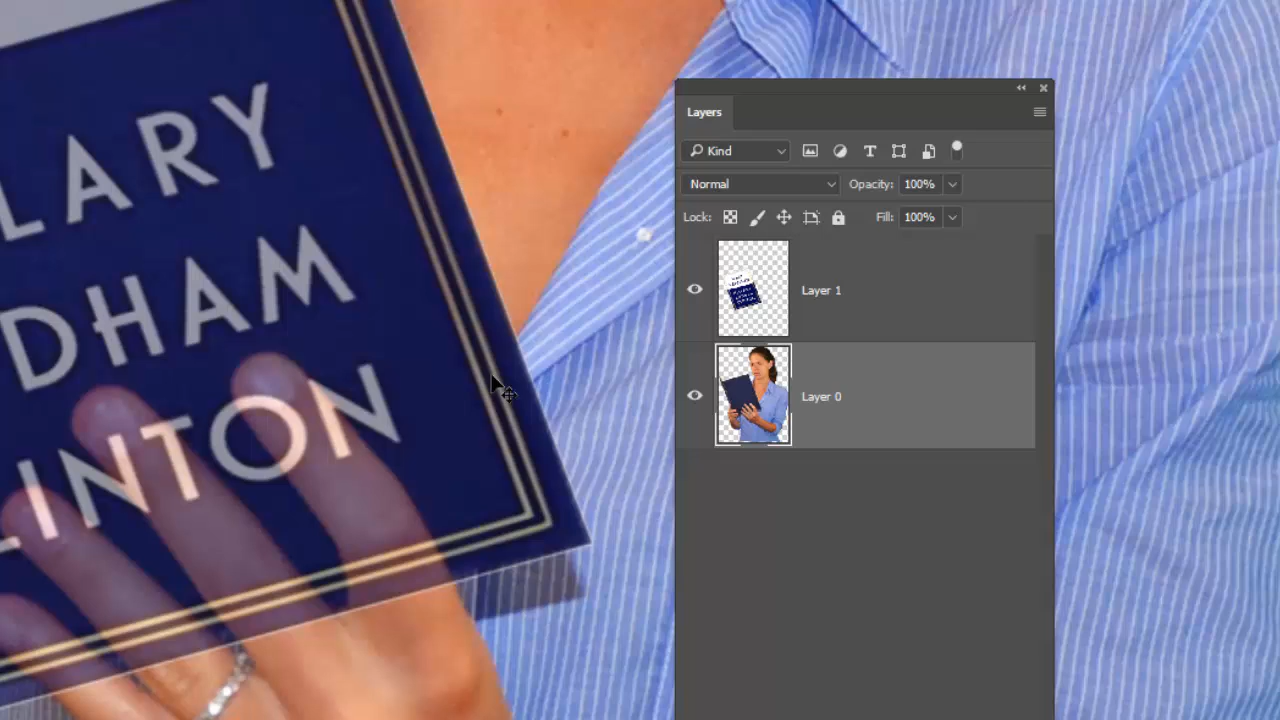 LARY
DHAM
INTON
Layers
Kind
Normal
Opacity: 100%
Lock:
Fill: 100%
Layer 1
Layer 0